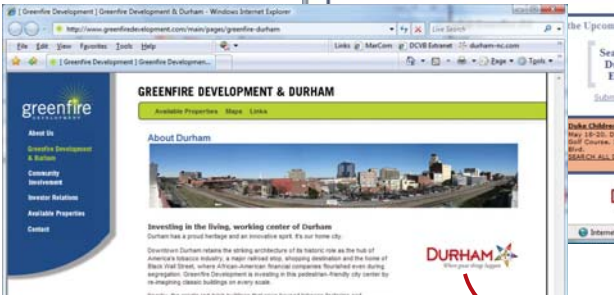 [ Greenfire Development ] Greenfire Development & Durham - Windows Internet Explorer
http://www.greenfiredevelopment.com/main/pages/greenfire-durham
Live Search
File Edit View Favorites Tools Help
Links MarCom DCVB Extranet durham-nc.com
[ Greenfire Development ] Greenfire Developmen...
Page Tools
greenfire
DEVELOPMENT
About Us
Greenfire Development
& Durham
Community
Involvement
Investor Relations
Available Properties
Contact
GREENFIRE DEVELOPMENT & DURHAM
Available Properties Maps Links
About Durham
Investing in the living, working center of Durham
Durham has a proud heritage and an innovative spirit. It's our home city.
Downtown Durham retains the striking architecture of its historic role as the hub of
America's tobacco industry, a major railroad stop, shopping destination and the home of
Black Wall Street, where African-American financial companies flourished even during
segregation. Greenfire Development is investing in this pedestrian-friendly city center by
re-imagining classic buildings on every scale.
DURHAM
Where great things happen
the Upcom
Sea
D
E
Submi
Duke Children
May 18-20, D
Golf Course.
Blvd.
SEARCH ALL
Interne